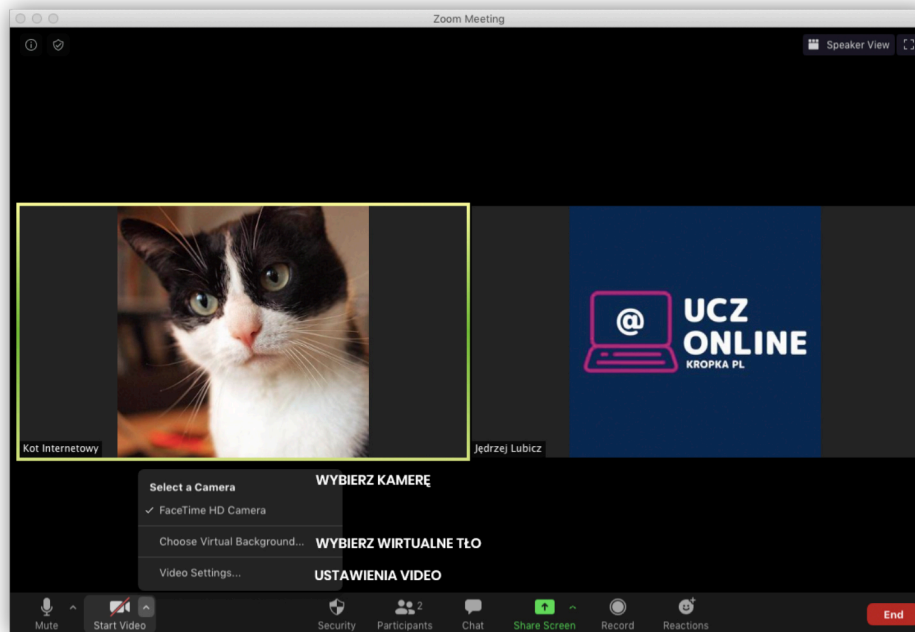 Zoom Meeting
Speaker View
@ UCZ
ONLINE
KROPKA PL
Kot Internetowy
Jędrzej Lubicz
Select a Camera
WYBIERZ KAMERĘ
✓ FaceTime HD Camera
Choose Virtual Background...
WYBIERZ WIRTUALNE TŁO
Video Settings...
USTAWIENIA VIDEO
Mute
Start Video
Security
Participants
2
Chat
Share Screen
Record
Reactions
End